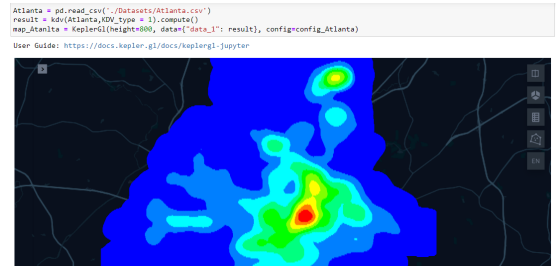 Atlanta = pd.read_csv('./Datasets/Atlanta.csv')
result = kdv(Atlanta,KDV_type = 1).compute()
map_Atanlta = KeplerGl(height=800, data={"data_1": result}, config=config_Atlanta)
User Guide: https://docs.kepler.gl/docs/keplergl-jupyter
EN